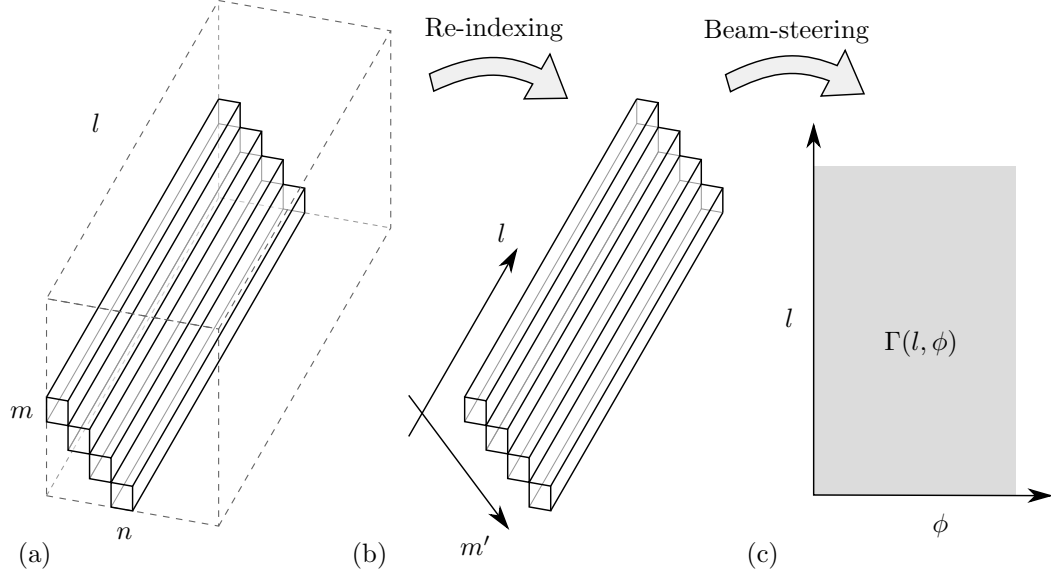 Re-indexing
Beam-steering
l
m
n
(a)
l
m′
(b)
l
Γ(l, ϕ)
ϕ
(c)